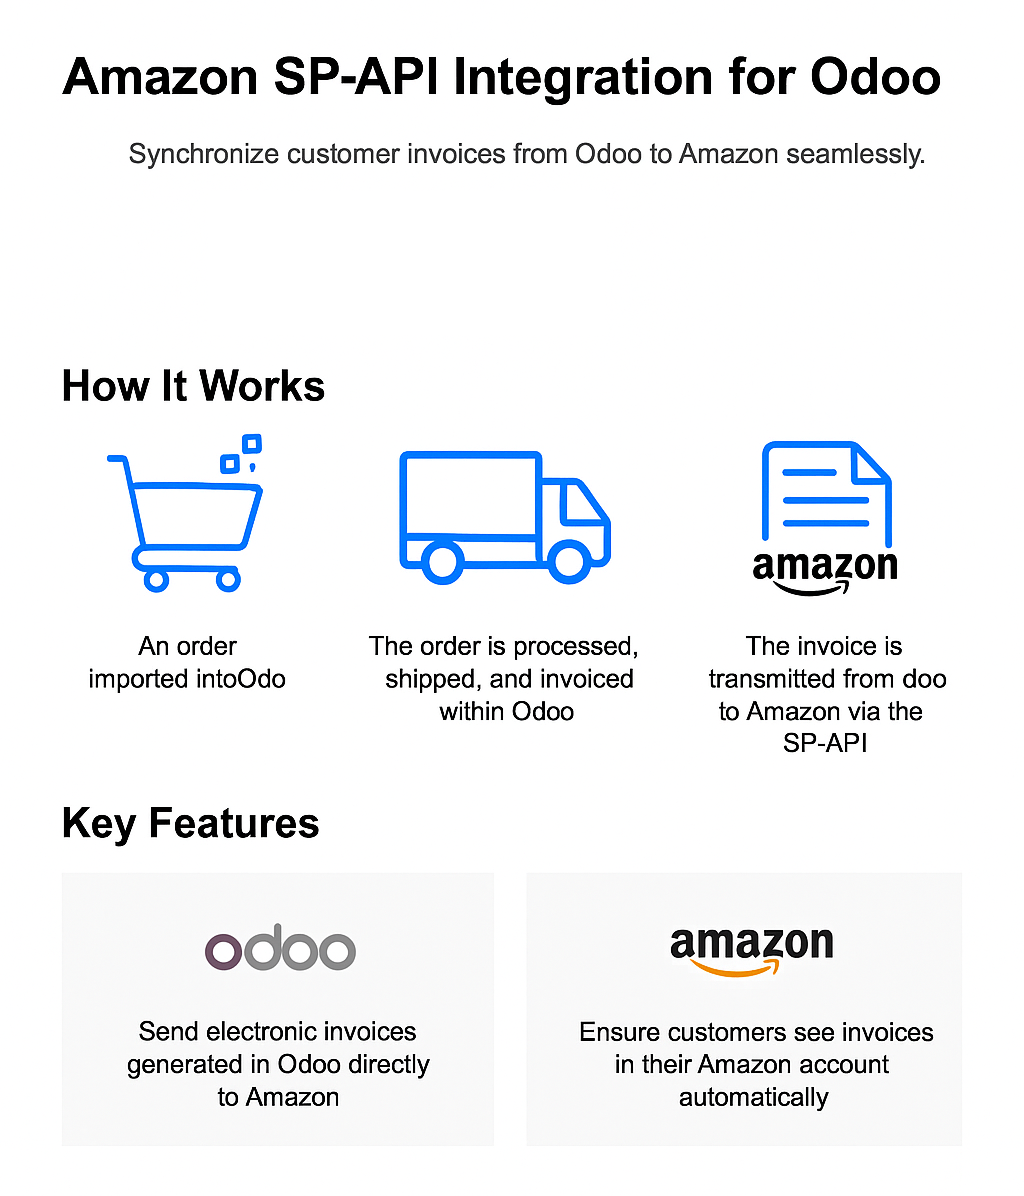 Amazon SP-API Integration for Odoo
Synchronize customer invoices from Odoo to Amazon seamlessly.
How It Works
amazon
An order
imported intoOdo
The order is processed,
shipped, and invoiced
within Odoo
The invoice is
transmitted from doo
to Amazon via the
SP-API
Key Features
odoo
Send electronic invoices
generated in Odoo directly
to Amazon
amazon
Ensure customers see invoices
in their Amazon account
automatically